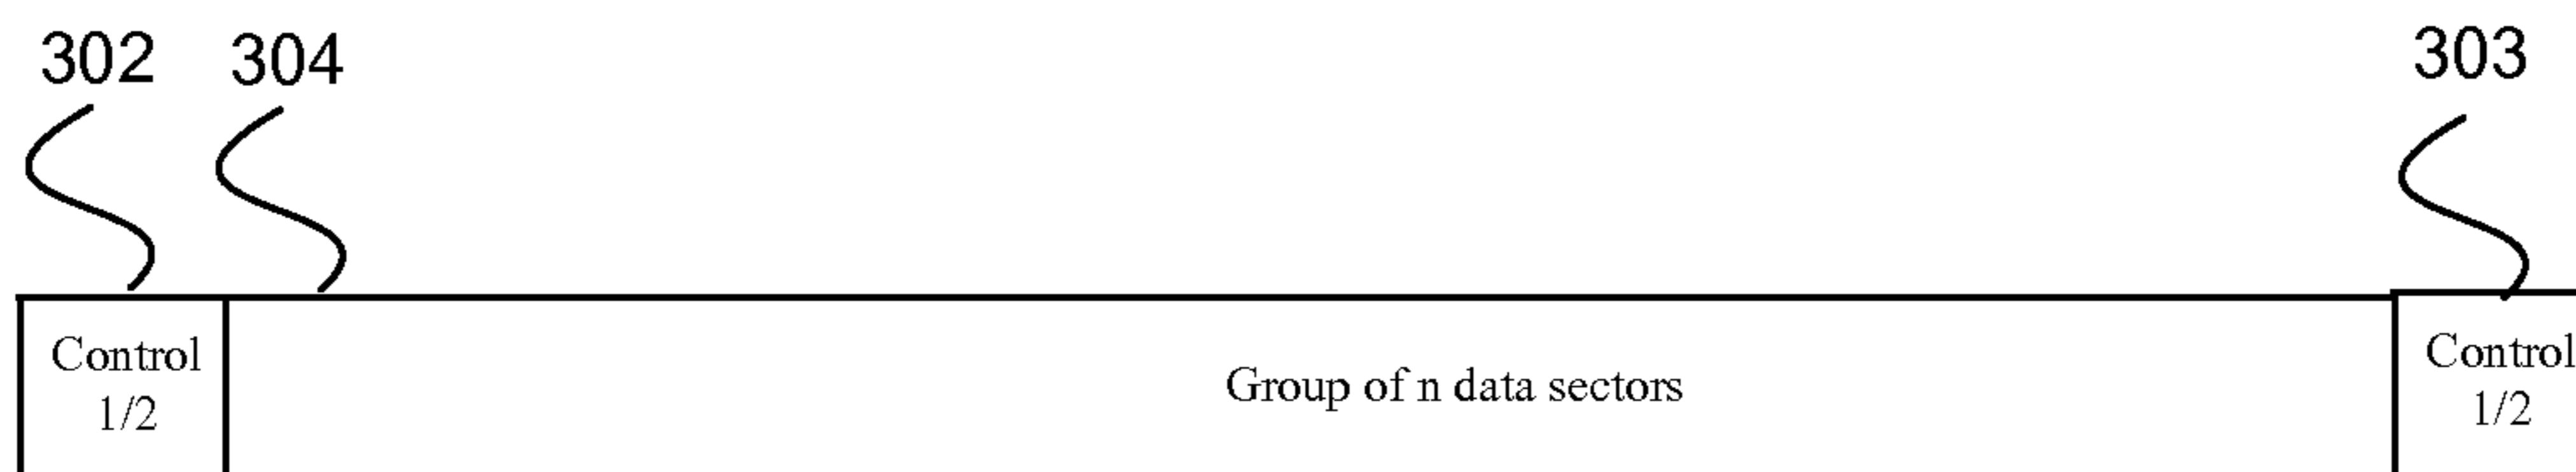 302 304 303
Control
1/2
Group of n data sectors
Control
1/2